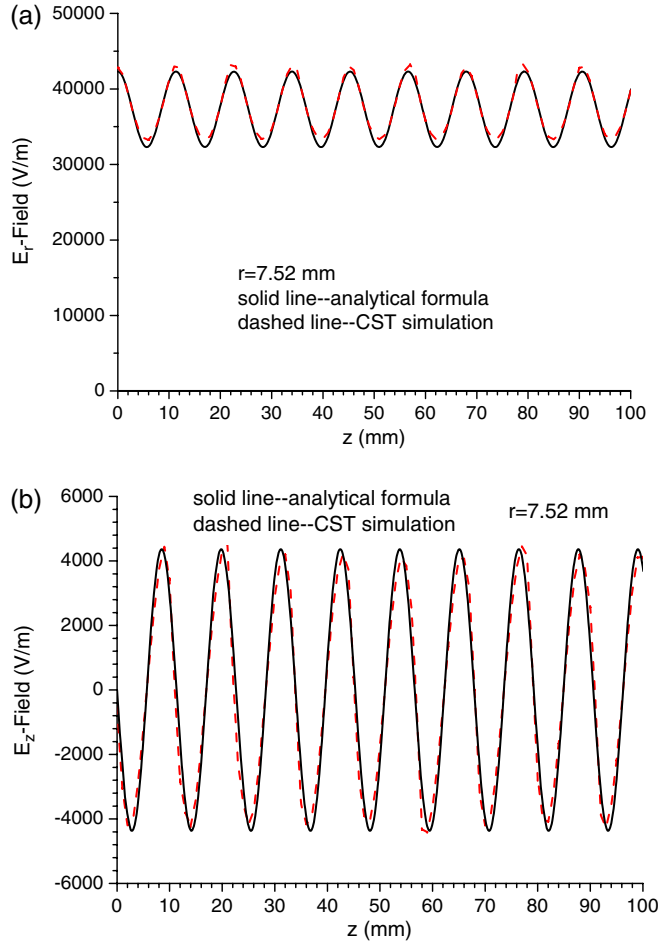 (a)
50000
40000
30000
20000
10000
0
E_r-Field (V/m)
r=7.52 mm
solid line--analytical formula
dashed line--CST simulation
0 10 20 30 40 50 60 70 80 90 100
z (mm)
(b)
6000
4000
2000
0
-2000
-4000
-6000
E_z-Field (V/m)
solid line--analytical formula
dashed line--CST simulation
r=7.52 mm
0 10 20 30 40 50 60 70 80 90 100
z (mm)